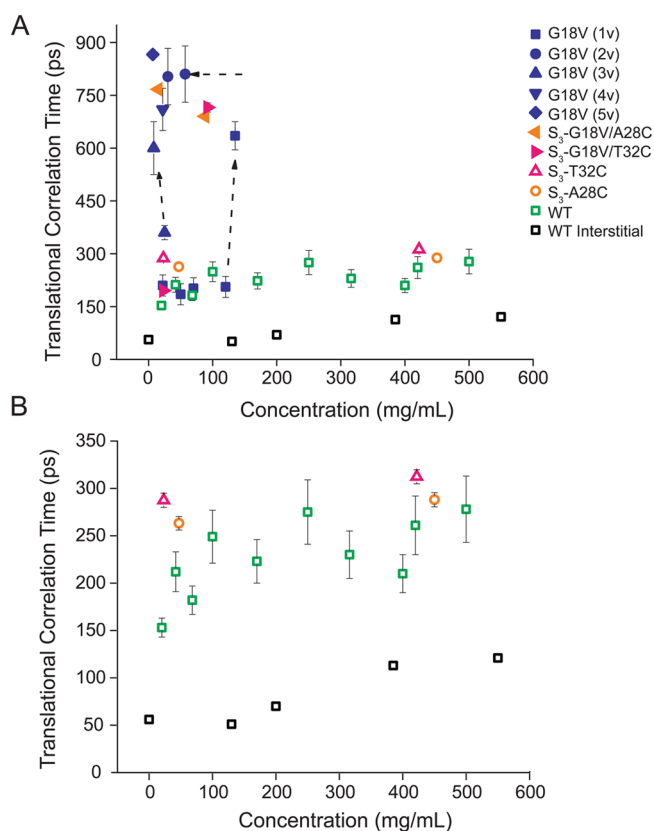 A
Translational Correlation Time (ps)
900
750
600
450
300
150
0
0 100 200 300 400 500 600
Concentration (mg/mL)
G18V (1v)
G18V (2v)
G18V (3v)
G18V (4v)
G18V (5v)
S3-G18V/A28C
S3-G18V/T32C
S3-T32C
S3-A28C
WT
WT Interstitial
B
Translational Correlation Time (ps)
350
300
250
200
150
100
50
0
0 100 200 300 400 500 600
Concentration (mg/mL)